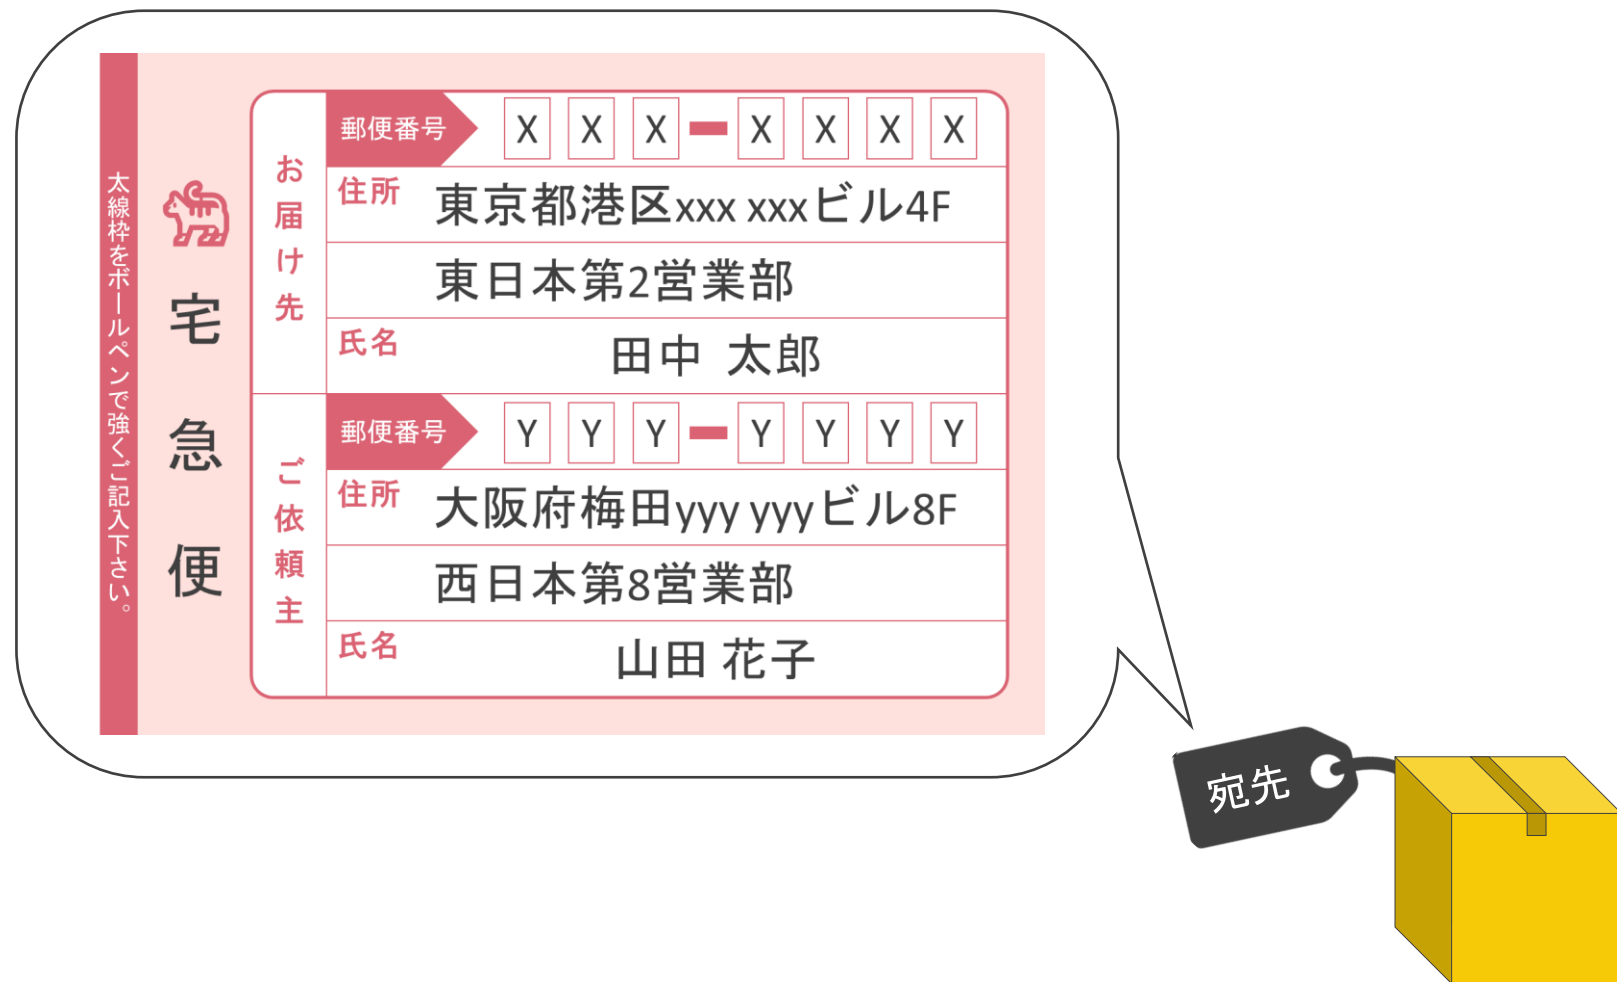 太線枠をボールペンで強くご記入下さい。
宅急便
お届け先
郵便番号 X X X ー X X X X
住所 東京都港区xxx xxxビル4F
東日本第2営業部
氏名 田中 太郎
ご依頼主
郵便番号 Y Y Y ー Y Y Y Y
住所 大阪府梅田yyy yyyビル8F
西日本第8営業部
氏名 山田 花子
宛先